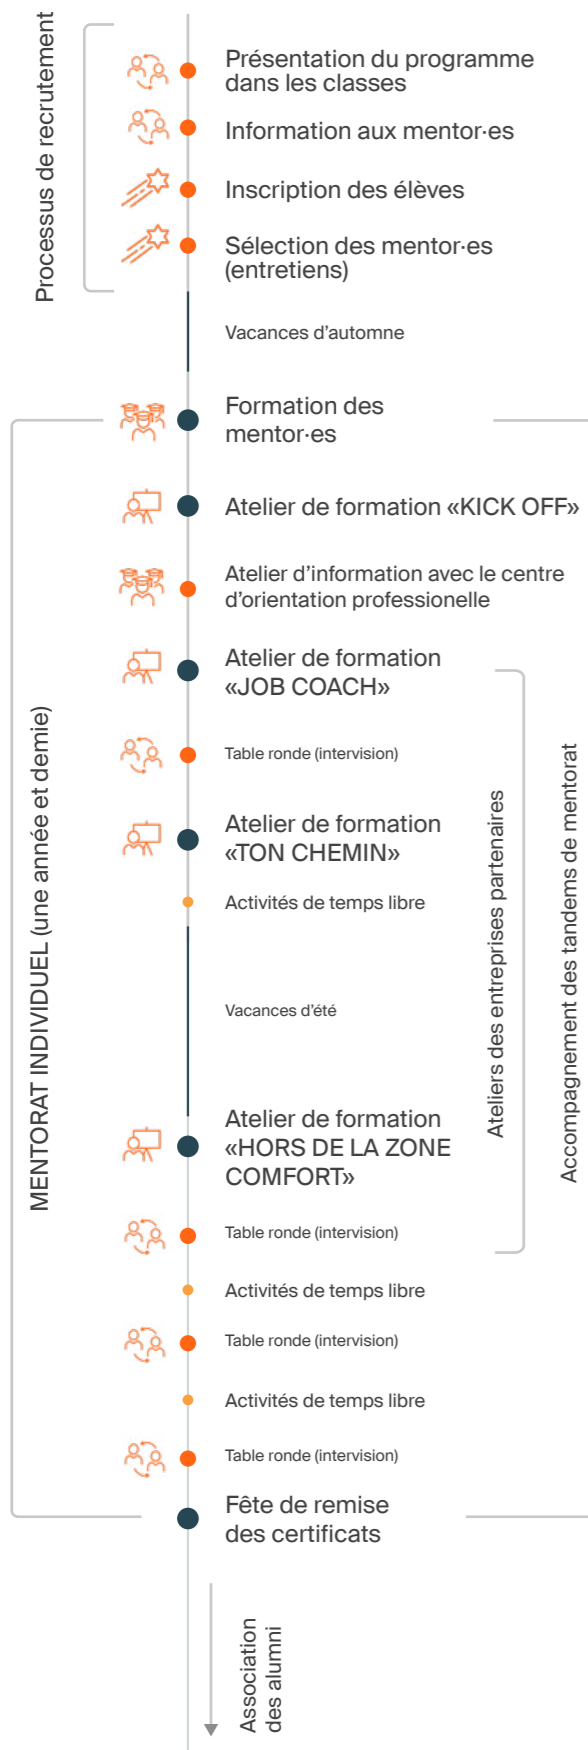 Processus de recrutement
Présentation du programme
dans les classes
Information aux mentor·es
Inscription des élèves
Sélection des mentor·es
(entretiens)
Vacances d'automne
MENTORAT INDIVIDUEL (une année et demie)
Formation des
mentor·es
Atelier de formation «KICK OFF»
Atelier d'information avec le centre
d'orientation professionelle
Atelier de formation
«JOB COACH»
Table ronde (intervision)
Atelier de formation
«TON CHEMIN»
Activités de temps libre
Vacances d'été
Atelier de formation
«HORS DE LA ZONE
COMFORT»
Table ronde (intervision)
Activités de temps libre
Table ronde (intervision)
Activités de temps libre
Table ronde (intervision)
Fête de remise
des certificats
Ateliers des entreprises partenaires
Accompagnement des tandems de mentorat
Association
des alumni